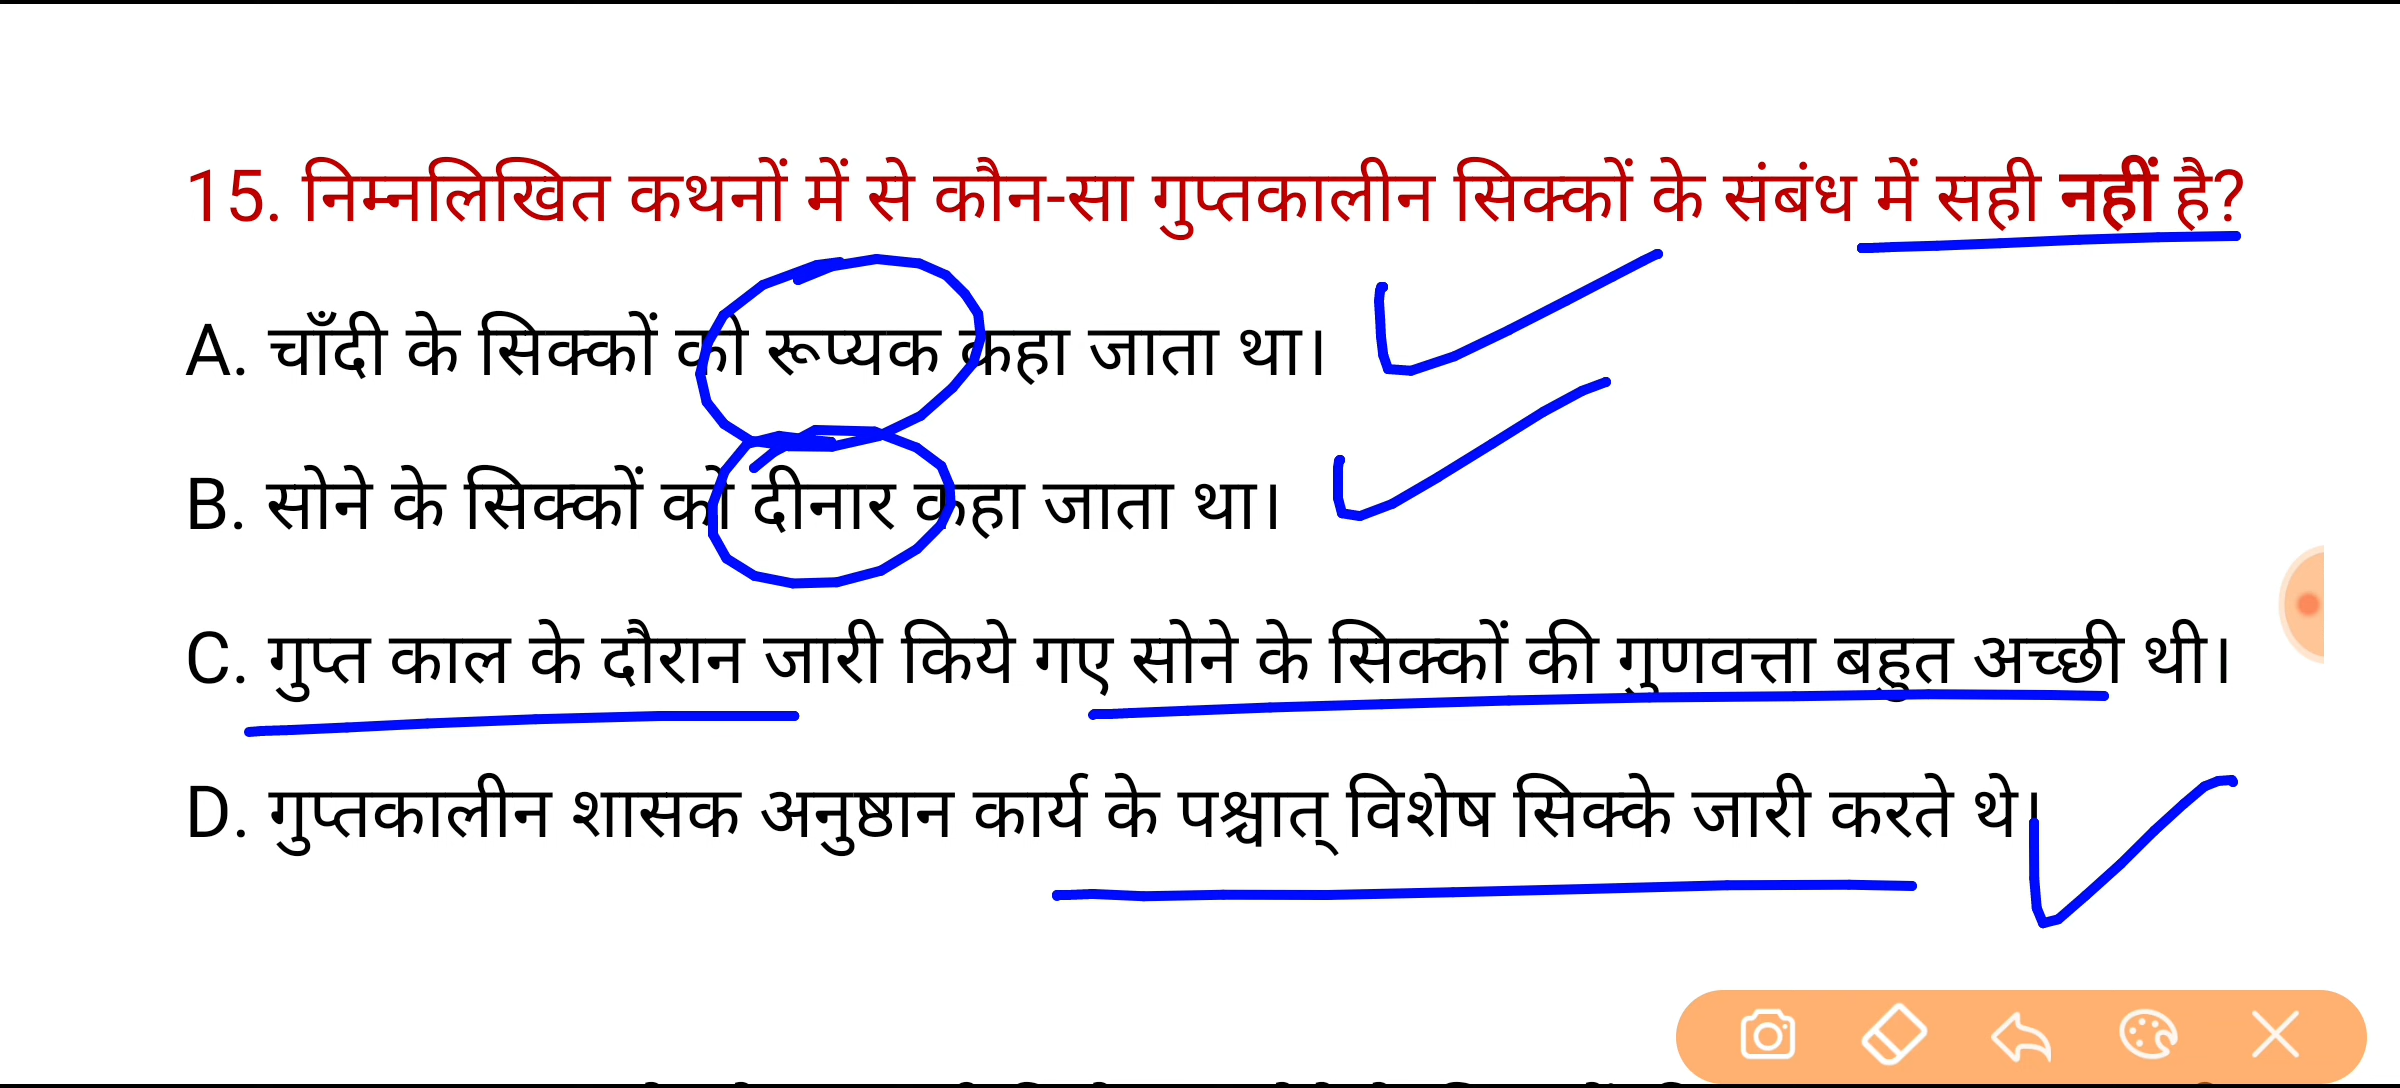 15. निम्नलिखित कथनों में से कौन-सा गुप्तकालीन सिक्कों के संबंध में सही नहीं है?
A. चाँदी के सिक्कों को रूप्यक कहा जाता था।
B. सोने के सिक्कों को दीनार कहा जाता था।
C. गुप्त काल के दौरान जारी किये गए सोने के सिक्कों की गुणवत्ता बहुत अच्छी थी।
D. गुप्तकालीन शासक अनुष्ठान कार्य के पश्चात् विशेष सिक्के जारी करते थे।